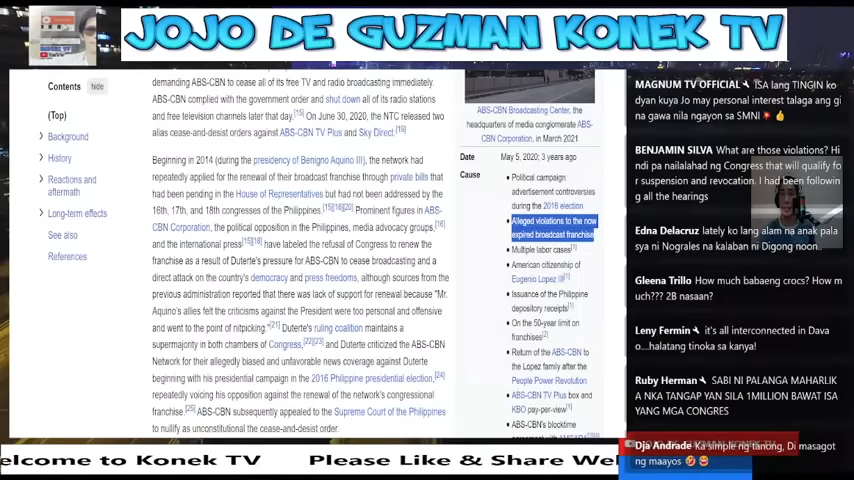 JOJO DE GUZMAN KONEK TV
Contents hide
(Top)
Background
History
Reactions and
aftermath
Long-term effects
See also
References
demanding ABS-CBN to cease all of its free TV and radio broadcasting immediately.
ABS-CBN complied with the government order and shut down all of its radio stations
and free television channels later that day.[15] On June 30, 2020, the NTC released two
alias cease-and-desist orders against ABS-CBN TV Plus and Sky Direct.[19]
Beginning in 2014 (during the presidency of Benigno Aquino III), the network had
repeatedly applied for the renewal of their broadcast franchise through private bills that
had been pending in the House of Representatives but had not been addressed by the
16th, 17th, and 18th congresses of the Philippines.[15][16][20] Prominent figures in ABS-
CBN Corporation, the political opposition in the Philippines, media advocacy groups,[16]
and the international press[15][18] have labeled the refusal of Congress to renew the
franchise as a result of Duterte's pressure for ABS-CBN to cease broadcasting and a
direct attack on the country's democracy and press freedoms, although sources from the
previous administration reported that there was lack of support for renewal because "Mr.
Aquino's allies felt the criticisms against the President were too personal and offensive
and went to the point of nitpicking."[21] Duterte's ruling coalition maintains a
supermajority in both chambers of Congress,[22][23] and Duterte criticized the ABS-CBN
Network for their allegedly biased and unfavorable news coverage against Duterte
beginning with his presidential campaign in the 2016 Philippine presidential election,[24]
repeatedly voicing his opposition against the renewal of the network's congressional
franchise.[25] ABS-CBN subsequently appealed to the Supreme Court of the Philippines
to nullify as unconstitutional the cease-and-desist order.
ABS-CBN Broadcasting Center, the
headquarters of media conglomerate ABS-
CBN Corporation, in March 2021
Date May 5, 2020; 3 years ago
Cause
• Political campaign
advertisement controversies
during the 2016 election
• Alleged violations to the now
expired broadcast franchise
• Multiple labor cases[1]
• American citizenship of
Eugenio Lopez III[1]
• Issuance of the Philippine
depository receipts[1]
• On the 50-year limit on
franchises[2]
• Return of the ABS-CBN to
the Lopez family after the
People Power Revolution
• ABS-CBN TV Plus box and
KBO pay-per-view[1]
• ABS-CBN's blocktime
MAGNUM TV OFFICIAL ISA lang TINGIN ko
dyan kuya Jo may personal interest talaga ang gi
na gawa nila ngayon sa SMNI
BENJAMIN SILVA What are those violations? Hi
ndi pa nailalahad ng Congress that will qualify fo
r suspension and revocation. I had been followin
g all the hearings
Edna Delacruz lately ko lang alam na anak pala
sya ni Nograles na kalaban ni Digong noon..
Gleena Trillo How much babaeng crocs? How m
uch??? 2B nasaan?
Leny Fermin it's all interconnected in Dava
o...halatang tinoka sa kanya!
Ruby Herman SABI NI PALANGA MAHARLIK
A NKA TANGAP YAN SILA 1MILLION BAWAT ISA
YANG MGA CONGRES
Dja Andrade Ka simple ng tanong, Di masagot
ng maayos
elcome to Konek TV Please Like & Share Wel